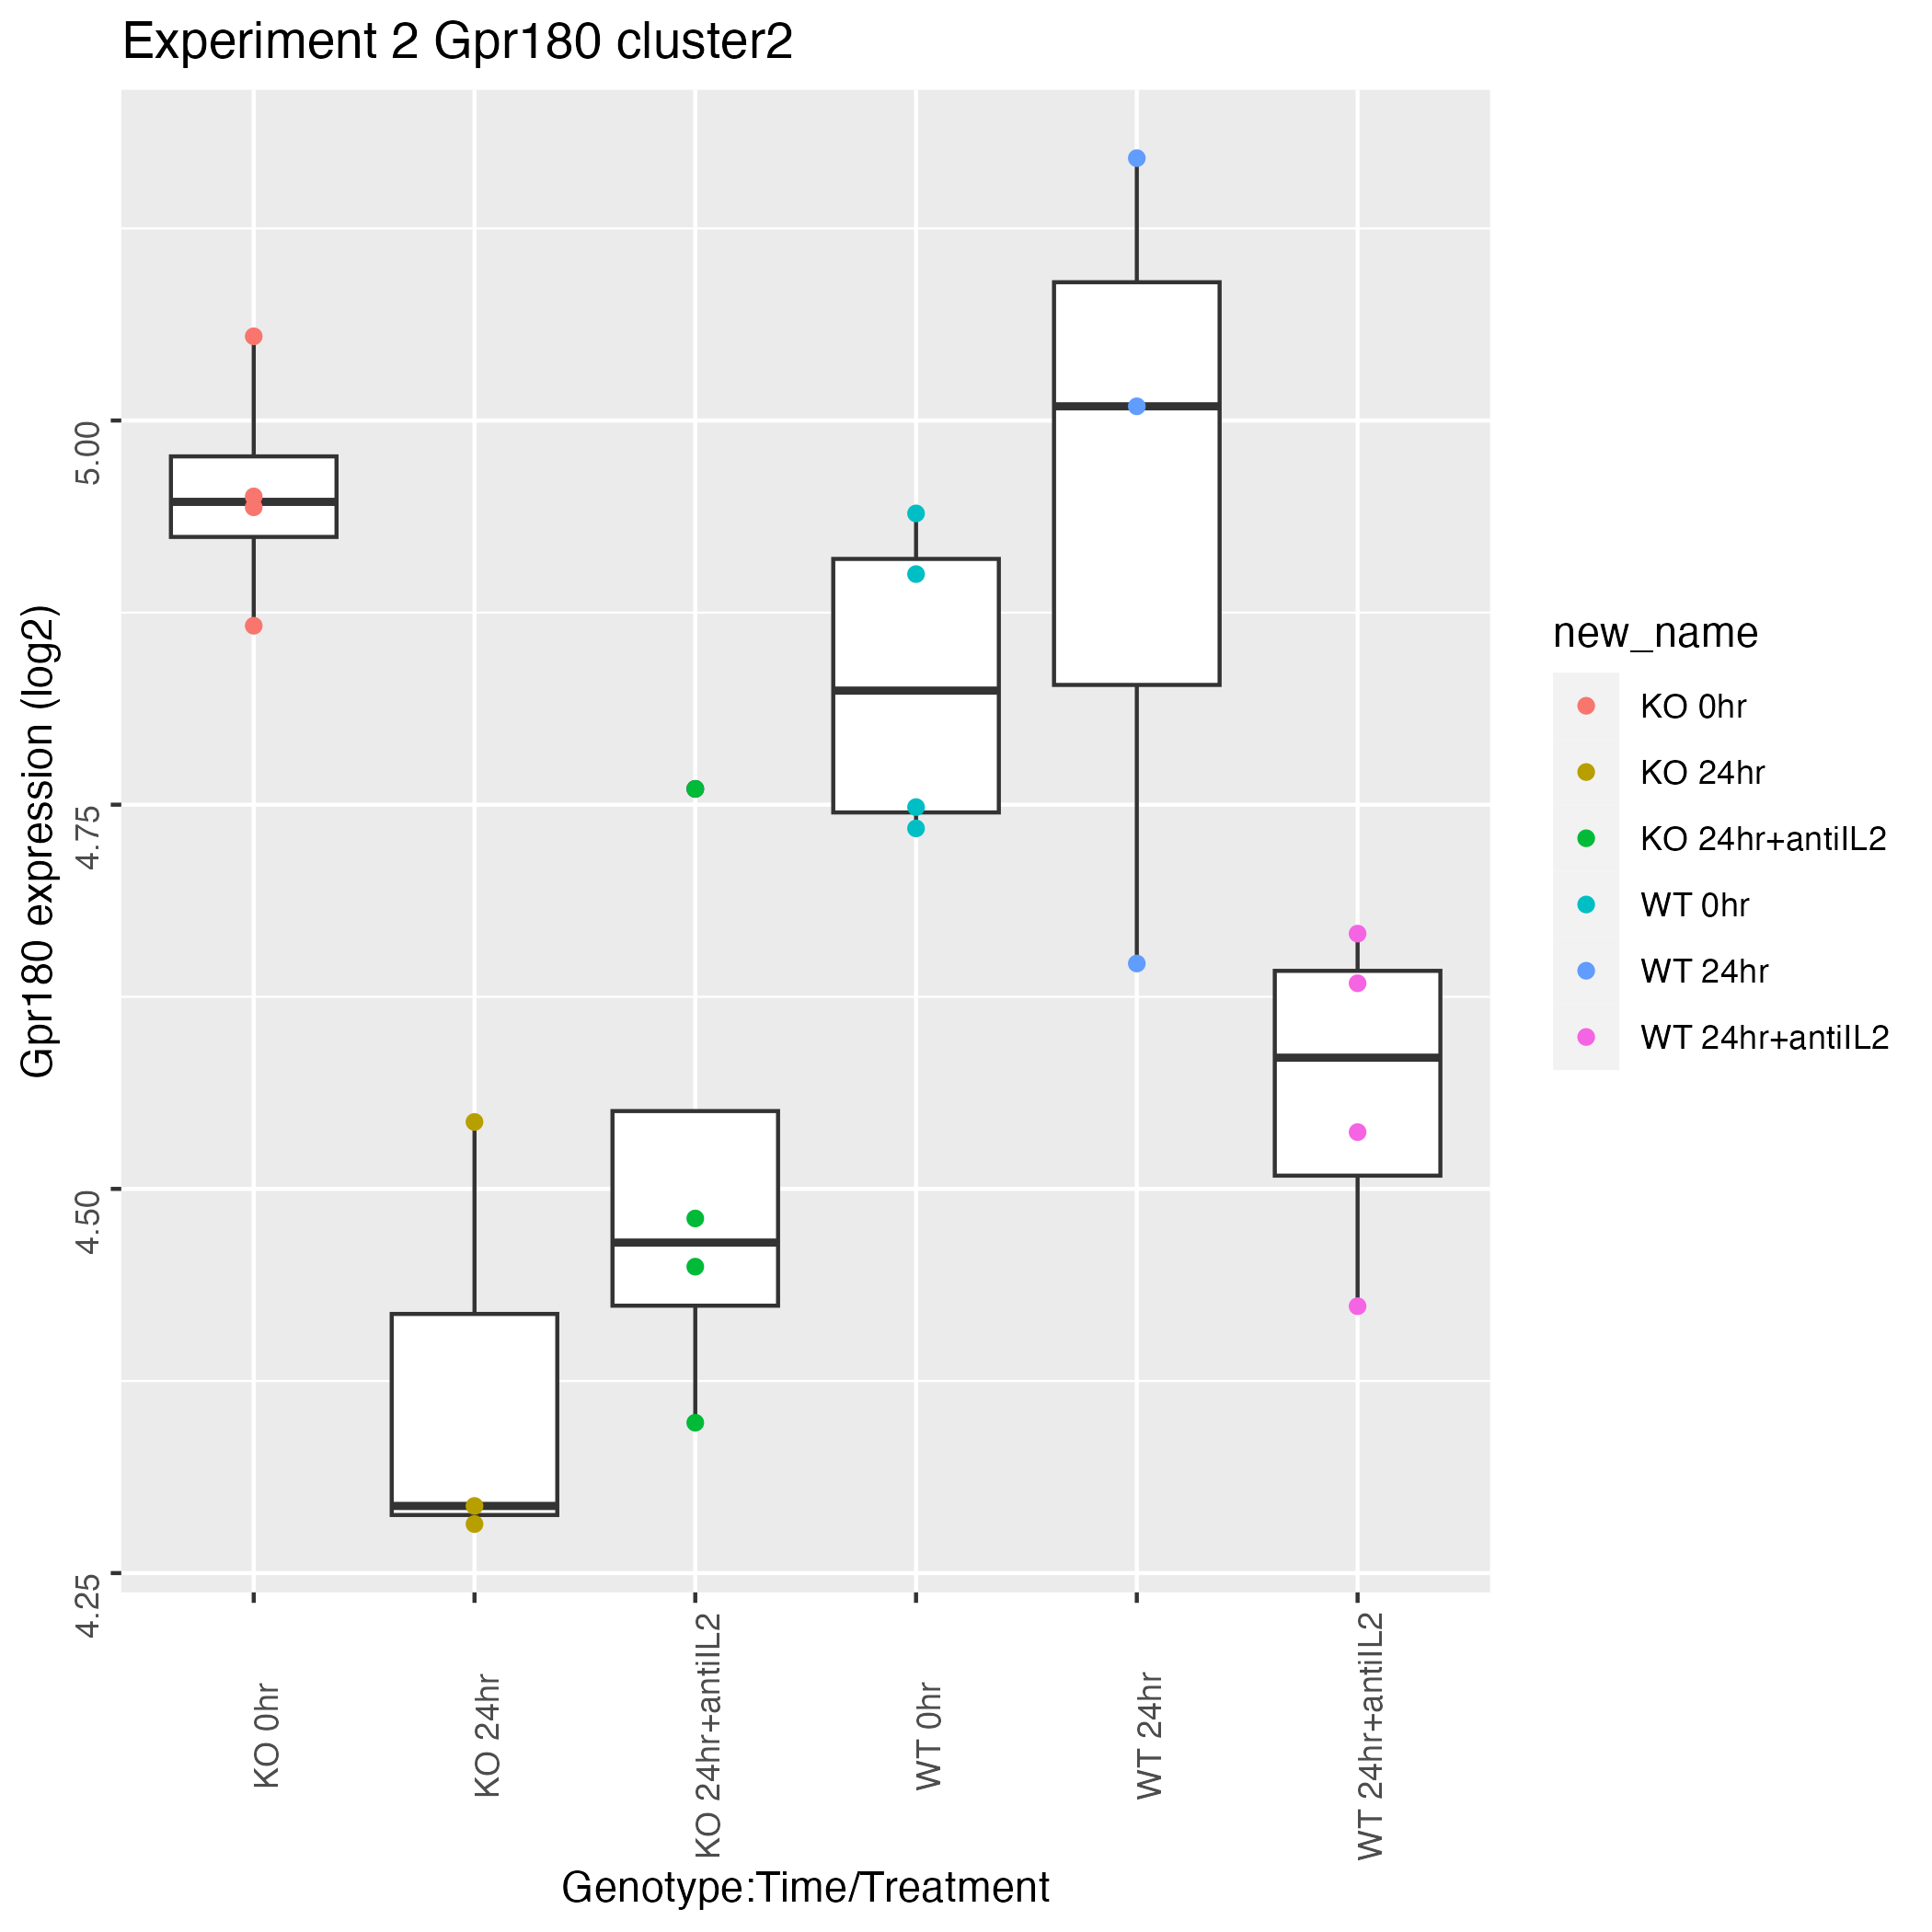 Experiment 2 Gpr180 cluster2
Gpr180 expression (log2)
5.00
4.75
4.50
4.25
KO 0hr
KO 24hr
KO 24hr+antiIL2
WT 0hr
WT 24hr
WT 24hr+antiIL2
Genotype:Time/Treatment
new_name
KO 0hr
KO 24hr
KO 24hr+antiIL2
WT 0hr
WT 24hr
WT 24hr+antiIL2